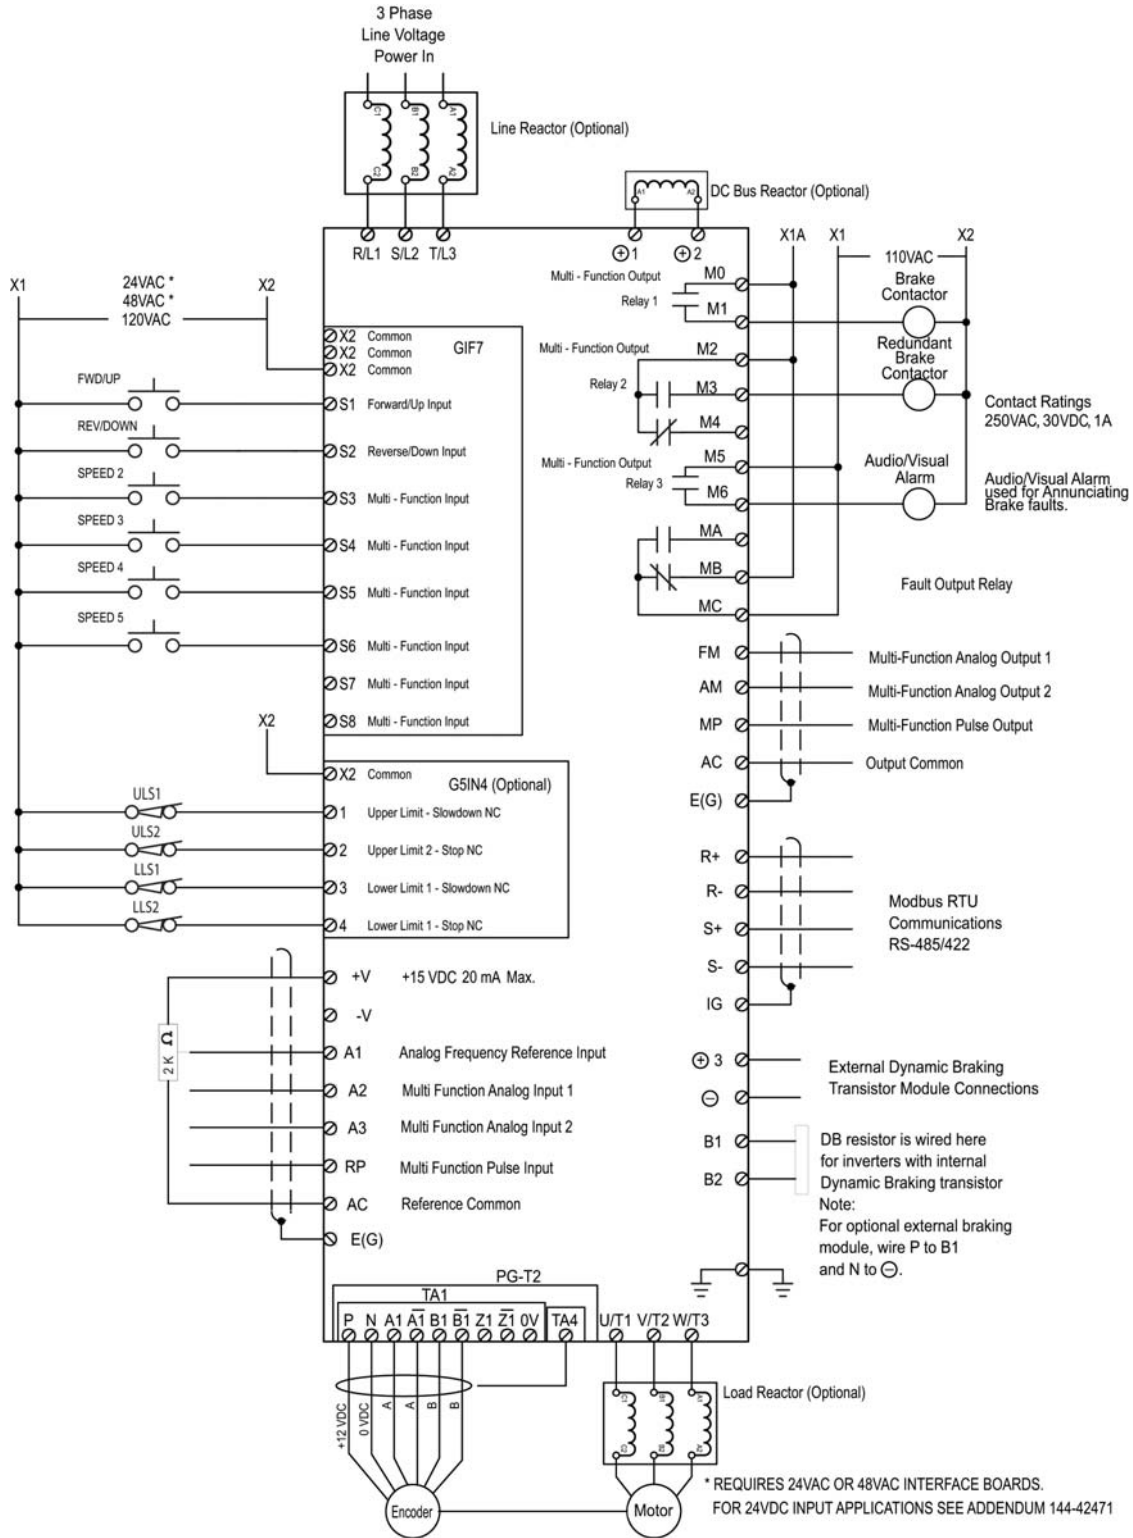 3 Phase
Line Voltage
Power In
C1 B1 A1
C2 B2 A2
Line Reactor (Optional)
A1 A2
DC Bus Reactor (Optional)
R/L1 S/L2 T/L3
⊕1 ⊕2
X1A X1 X2
110VAC
X1 X2
24VAC *
48VAC *
120VAC
X2 Common
X2 Common
X2 Common
GIF7
FWD/UP
S1 Forward/Up Input
REV/DOWN
S2 Reverse/Down Input
SPEED 2
S3 Multi - Function Input
SPEED 3
S4 Multi - Function Input
SPEED 4
S5 Multi - Function Input
SPEED 5
S6 Multi - Function Input
S7 Multi - Function Input
S8 Multi - Function Input
X2
X2 Common
G5IN4 (Optional)
ULS1
1 Upper Limit - Slowdown NC
ULS2
2 Upper Limit 2 - Stop NC
LLS1
3 Lower Limit 1 - Slowdown NC
LLS2
4 Lower Limit 1 - Stop NC
+V +15 VDC 20 mA Max.
-V
2 K Ω
A1 Analog Frequency Reference Input
A2 Multi Function Analog Input 1
A3 Multi Function Analog Input 2
RP Multi Function Pulse Input
AC Reference Common
E(G)
Multi - Function Output
Relay 1
M0
M1
Brake
Contactor
Multi - Function Output
Relay 2
M2
M3
M4
Redundant
Brake
Contactor
Contact Ratings
250VAC, 30VDC, 1A
Multi - Function Output
Relay 3
M5
M6
Audio/Visual
Alarm
Audio/Visual Alarm
used for Annunciating
Brake faults.
MA
MB
MC
Fault Output Relay
FM Multi-Function Analog Output 1
AM Multi-Function Analog Output 2
MP Multi-Function Pulse Output
AC Output Common
E(G)
R+
R-
S+
S-
IG
Modbus RTU
Communications
RS-485/422
⊕ 3
⊖
External Dynamic Braking
Transistor Module Connections
B1
B2
DB resistor is wired here
for inverters with internal
Dynamic Braking transistor
Note:
For optional external braking
module, wire P to B1
and N to ⊖.
PG-T2
TA1
P N A1 A̅1̅ B1 B̅1̅ Z1 Z̅1̅ 0V TA4
U/T1 V/T2 W/T3
+12 VDC
0 VDC
A
A
B
B
Encoder
C1 B1 A1
C2 B2 A2
Load Reactor (Optional)
Motor
* REQUIRES 24VAC OR 48VAC INTERFACE BOARDS.
FOR 24VDC INPUT APPLICATIONS SEE ADDENDUM 144-42471